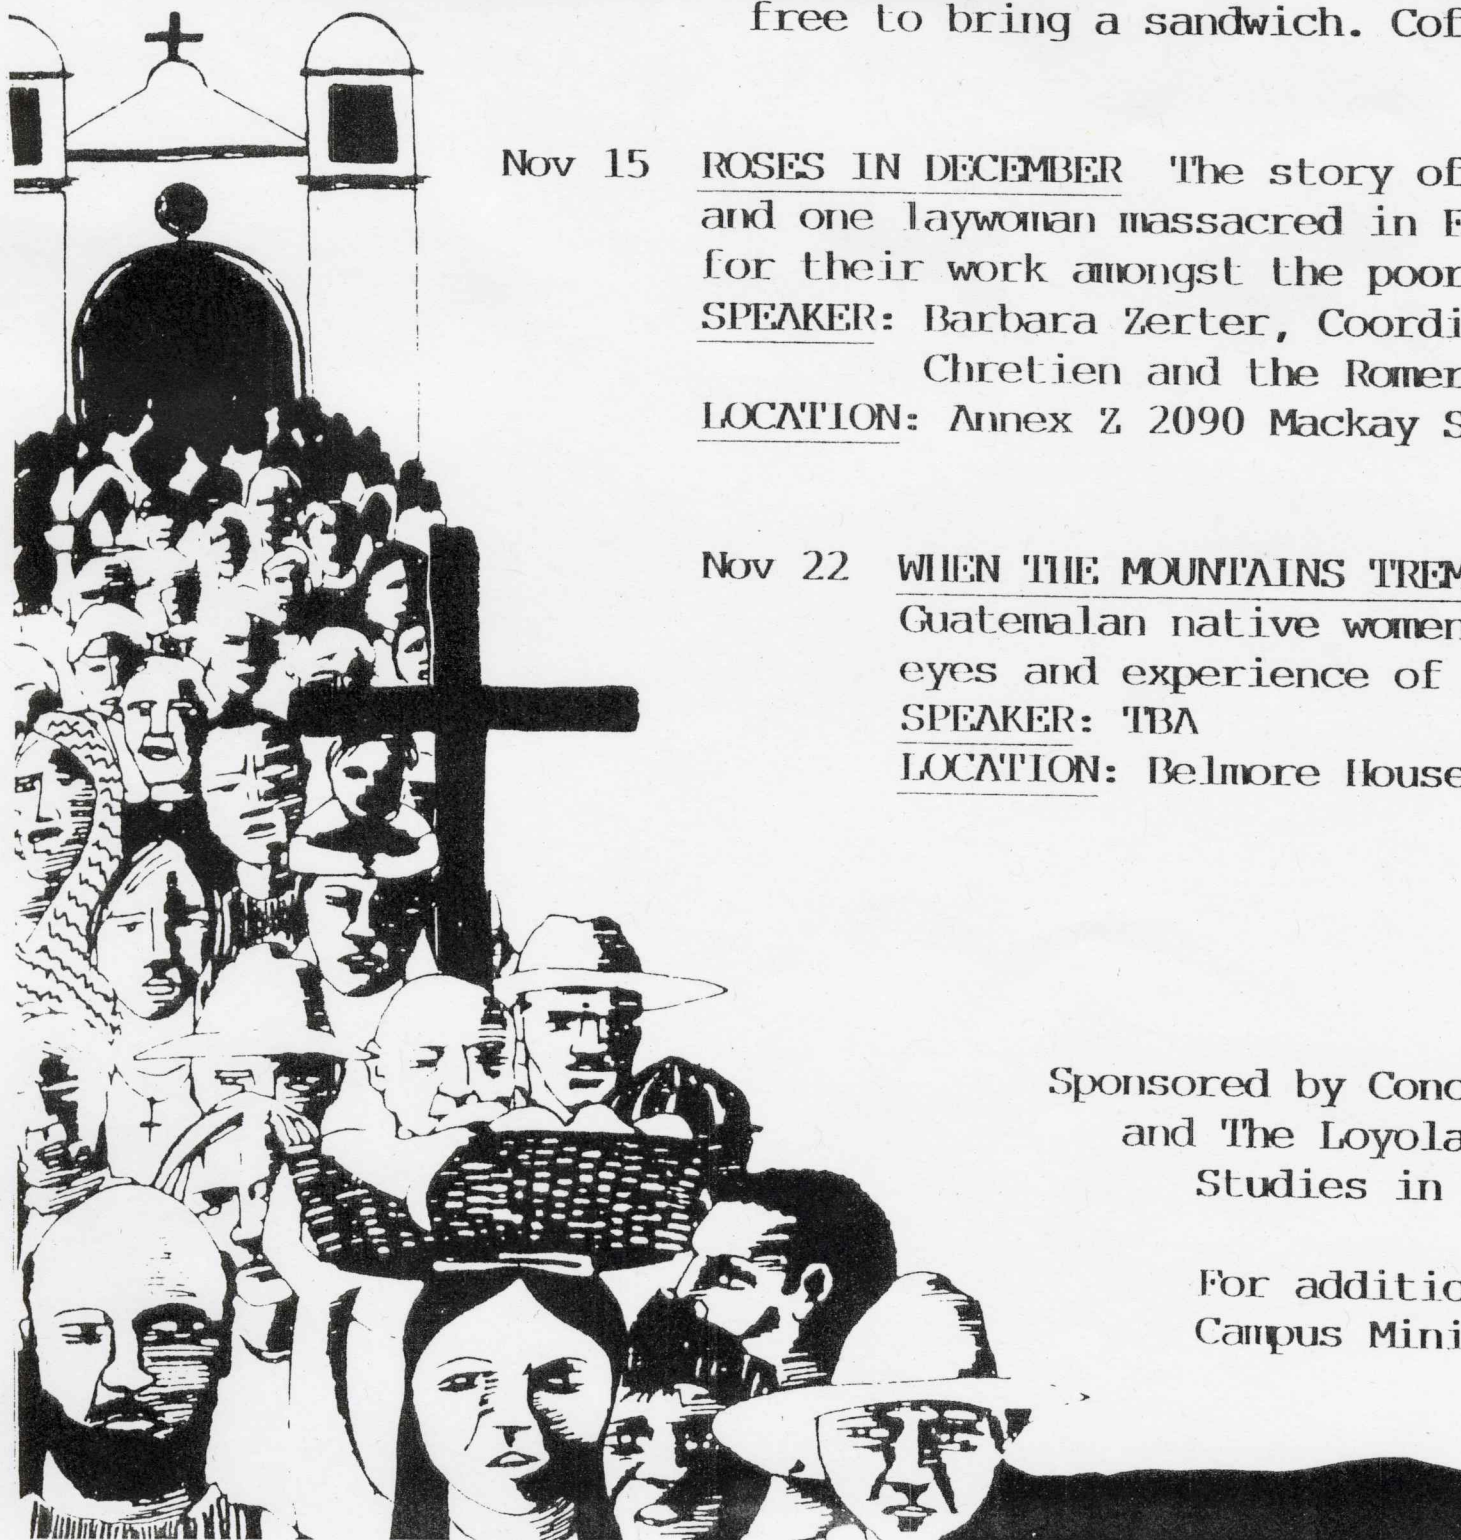 free to bring a sandwich. Cof
Nov 15 ROSES IN DECEMBER The story of
and one laywoman massacred in E
for their work amongst the poor
SPEAKER: Barbara Zerter, Coordi
Chretien and the Romer
LOCATION: Annex Z 2090 Mackay S
Nov 22 WHEN THE MOUNTAINS TREM
Guatemalan native women
eyes and experience of
SPEAKER: TBA
LOCATION: Belmore House
Sponsored by Conc
and The Loyola
Studies in
For additio
Campus Mini